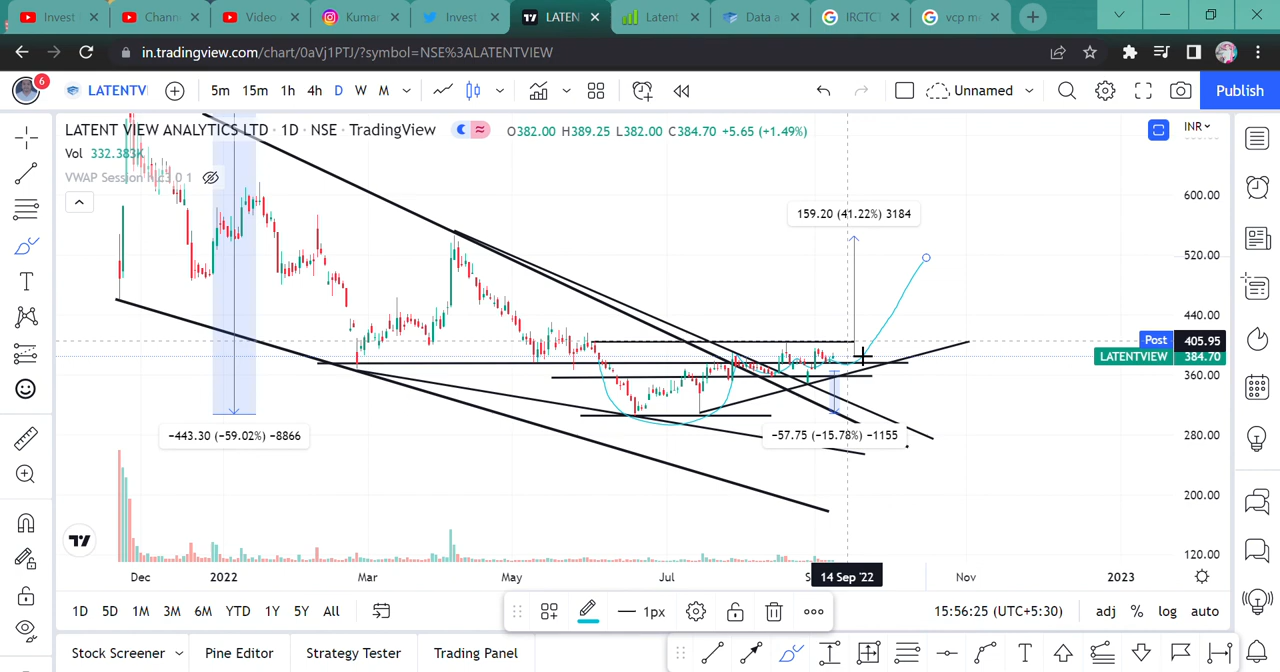 Invest
Chann
Video
Kumar
Invest
LATEN
Latent
Data a
IRCTC
vcp m
in.tradingview.com/chart/0aVj1PTJ/?symbol=NSE%3ALATENTVIEW
6
LATENTV
5m 15m 1h 4h D W M
Unnamed
Publish
LATENT VIEW ANALYTICS LTD · 1D · NSE · TradingView
O382.00 H389.25 L382.00 C384.70 +5.65 (+1.49%)
INR
Vol 332.383K
VWAP Session
600.00
159.20 (41.22%) 3184
520.00
440.00
Post 405.95
LATENTVIEW 384.70
360.00
−443.30 (−59.02%) −8866
−57.75 (−15.78%) −1155
280.00
200.00
120.00
Dec 2022 Mar May Jul 14 Sep '22 Nov 2023
1D 5D 1M 3M 6M YTD 1Y 5Y All
1px
15:56:25 (UTC+5:30)
adj % log auto
Stock Screener
Pine Editor
Strategy Tester
Trading Panel